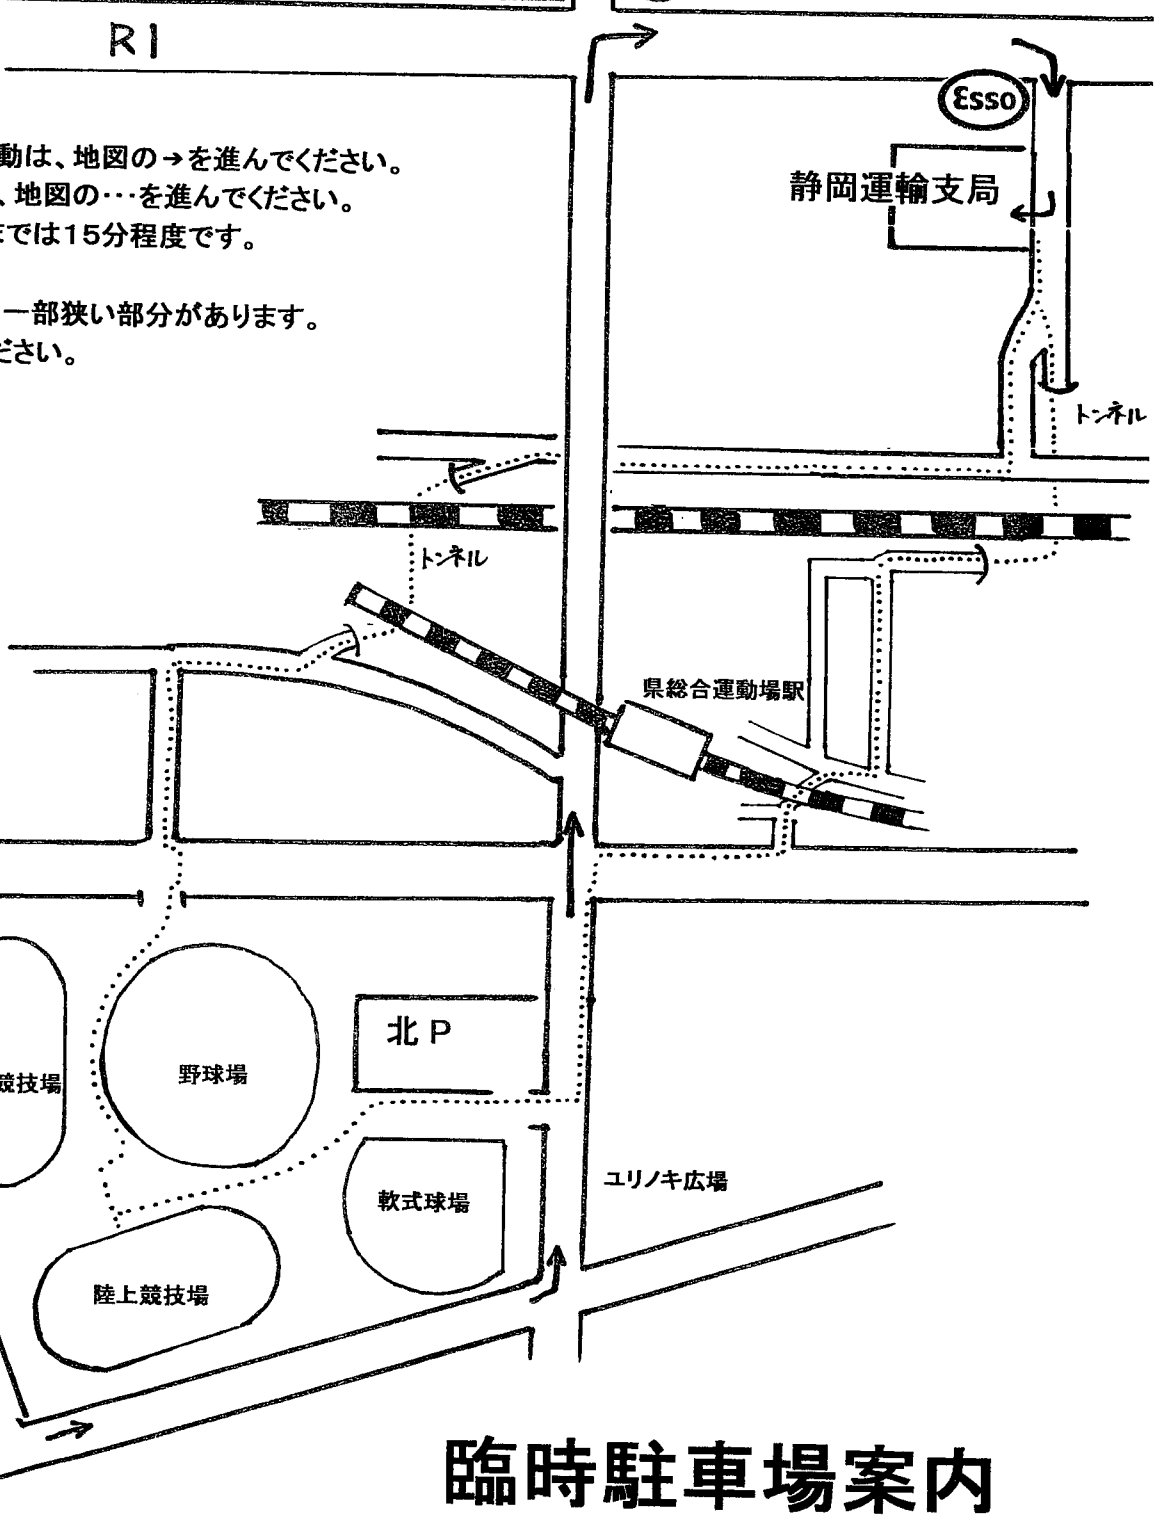 R1
Esso
動は、地図の→を進んでください。
、地図の…を進んでください。
では15分程度です。
静岡運輸支局
一部狭い部分があります。
ださい。
トンネル
トンネル
県総合運動場駅
北P
野球場
競技場
ユリノキ広場
軟式球場
陸上競技場
臨時駐車場案内